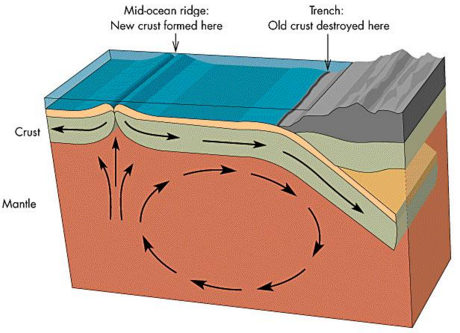 Mid-ocean ridge:
New crust formed here
Trench:
Old crust destroyed here
Crust
Mantle